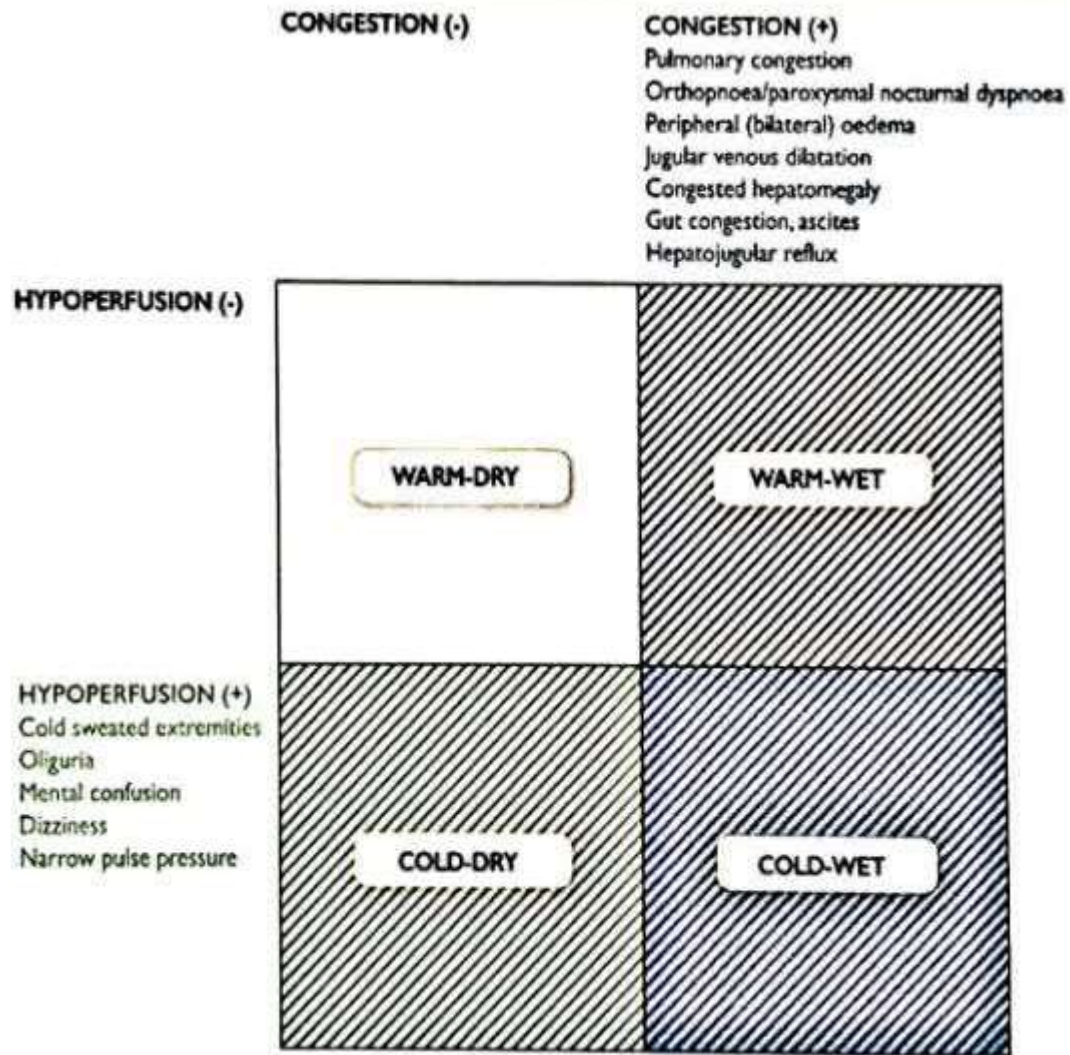 CONGESTION (-)
CONGESTION (+)
Pulmonary congestion
Orthopnoea/paroxysmal nocturnal dyspnoea
Peripheral (bilateral) oedema
Jugular venous dilatation
Congested hepatomegaly
Gut congestion, ascites
Hepatojugular reflux
HYPOPERFUSION (-)
WARM-DRY
WARM-WET
HYPOPERFUSION (+)
Cold sweated extremities
Oliguria
Mental confusion
Dizziness
Narrow pulse pressure
COLD-DRY
COLD-WET